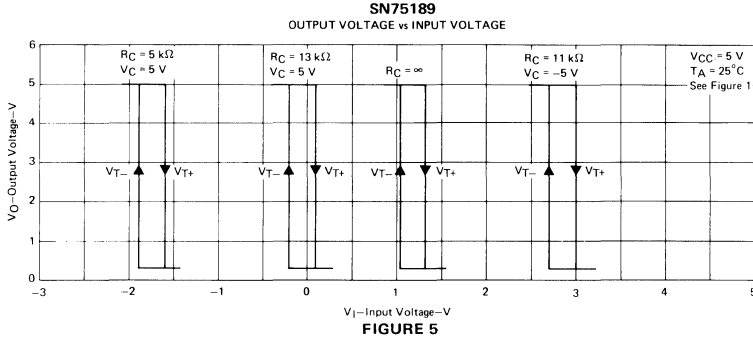 SN75189
OUTPUT VOLTAGE vs INPUT VOLTAGE
RC = 5 kΩ
VC = 5 V
RC = 13 kΩ
VC = 5 V
RC = ∞
RC = 11 kΩ
VC = −5 V
VCC = 5 V
TA = 25°C
See Figure 1
VO−Output Voltage−V
6
5
4
3
2
1
0
VT− VT+ VT− VT+ VT− VT+ VT− VT+
−3 −2 −1 0 1 2 3 4 5
VI−Input Voltage−V
FIGURE 5